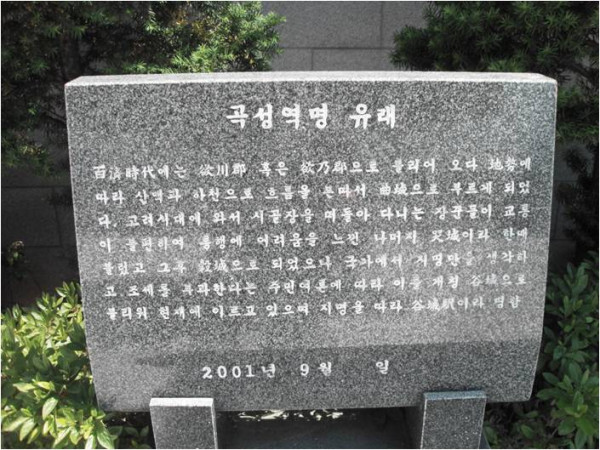 곡성역명 유래
百濟時代에는 欲川郡 혹은 欲乃郡으로 불리어 오다 地勢에
따라 산맥과 하천으로 흐름을 본따서 曲城으로 부르게 되었
다. 고려시대에 와서 시골장을 떠돌아 다니는 장꾼들이 교통
이 불편하여 통행에 어려움을 느낀 나머지 哭城이라 한때
불렀고 그후 穀城으로 되었으나 국가에서 지명만을 생각하
고 조세를 부과한다는 주민여론에 따라 이를 개칭 谷城으로
불리워 현재에 이르고 있으며 지명을 따라 谷城驛이라 명함
2001년 9월 일